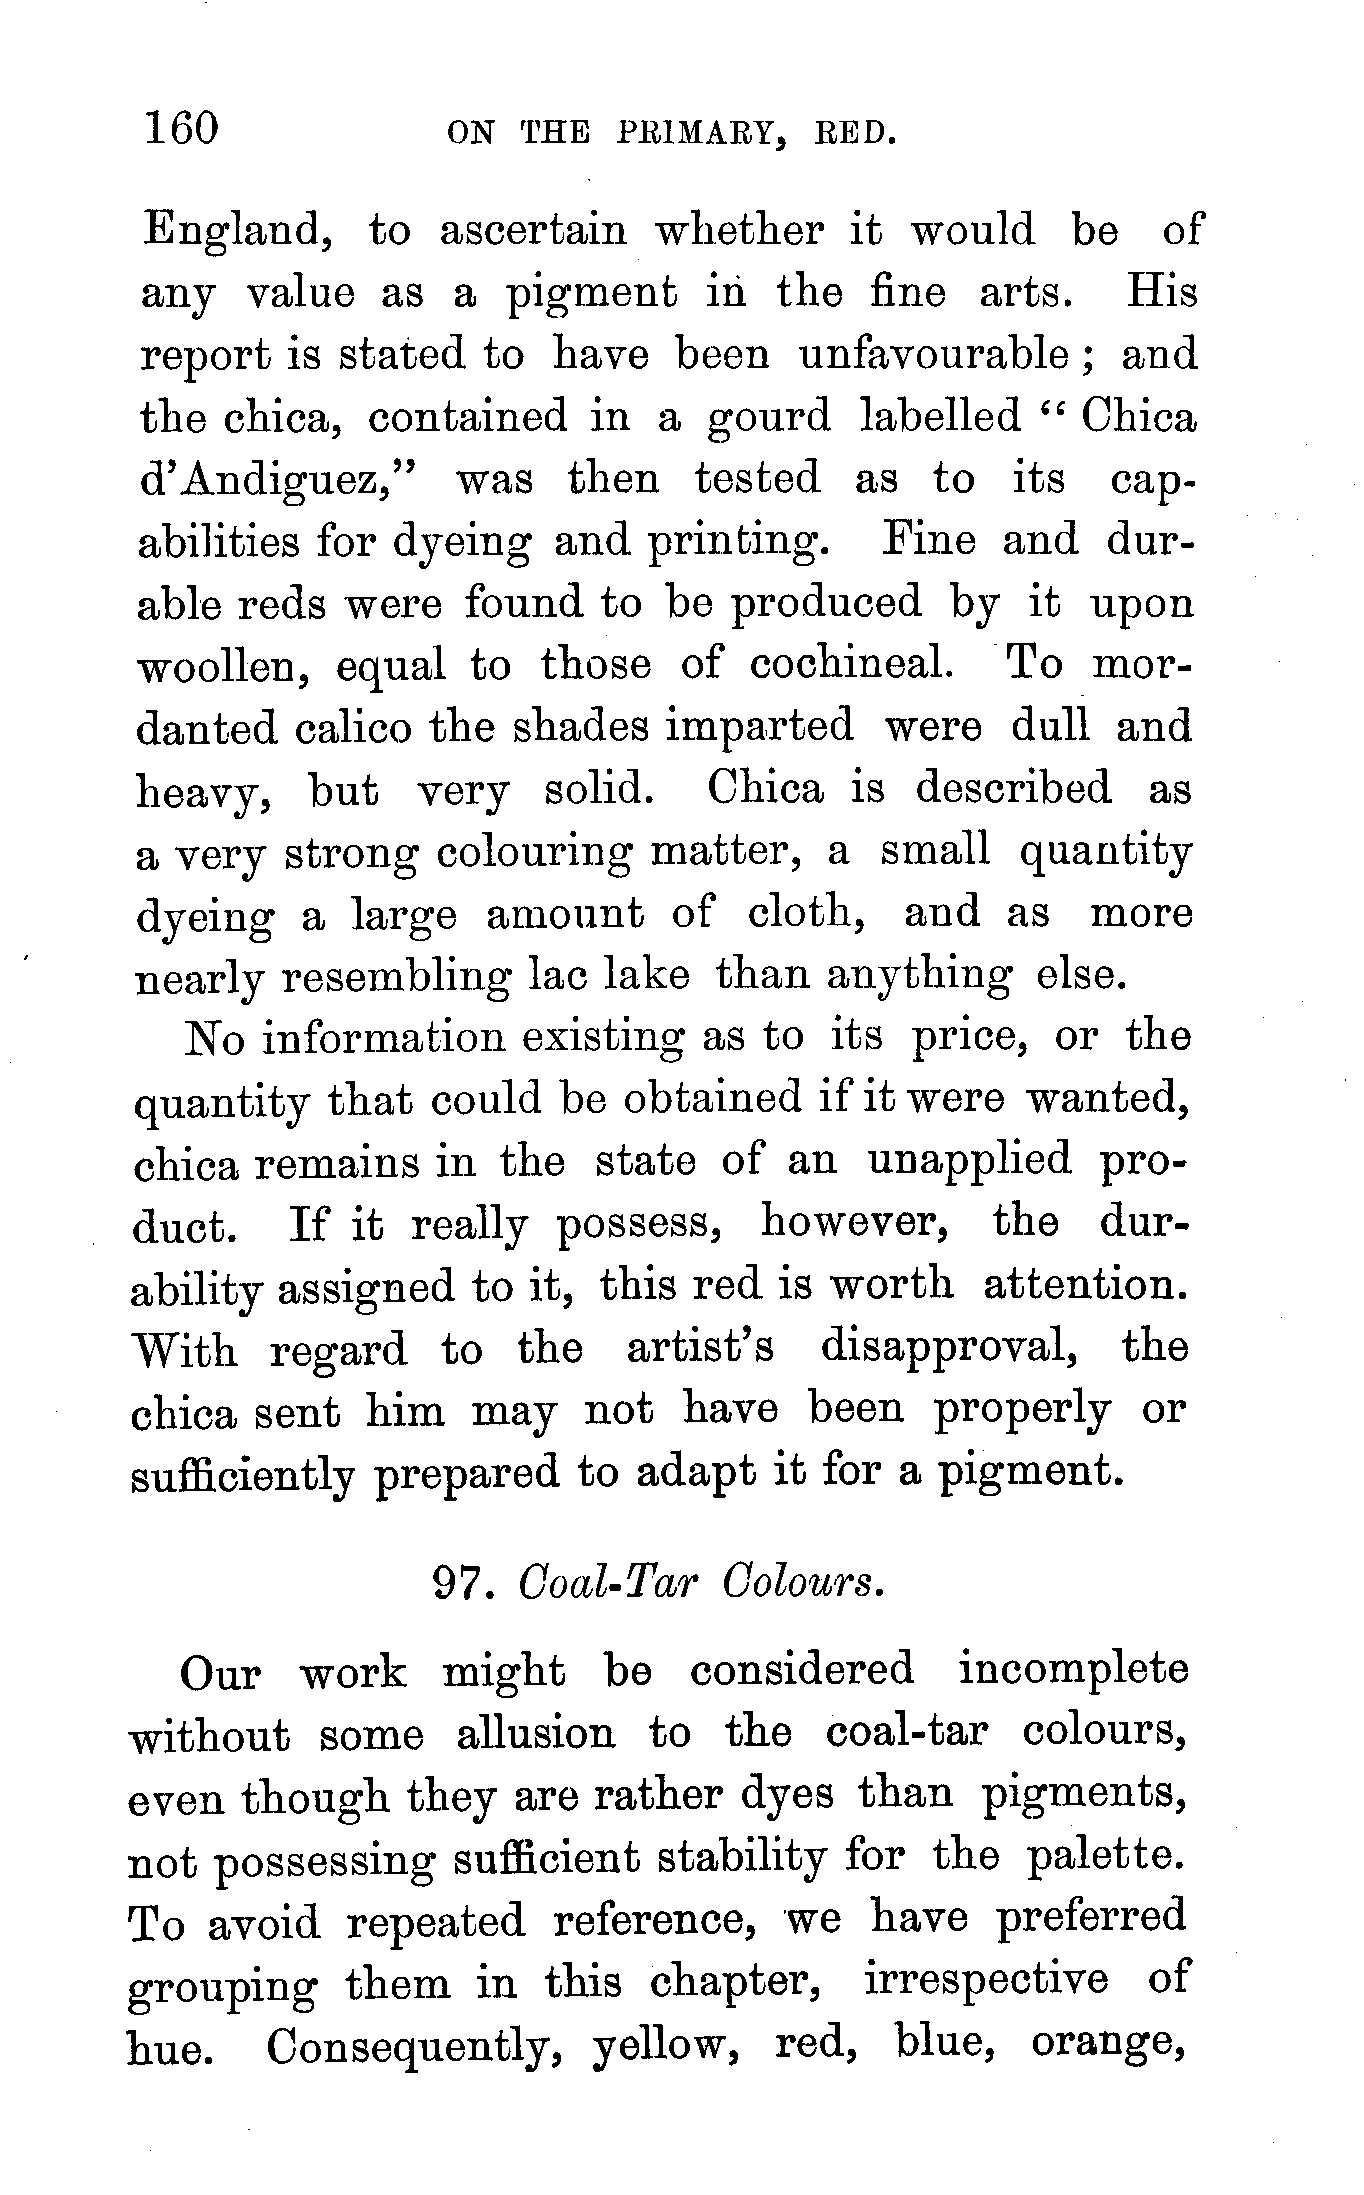 160 ON THE PRIMARY, RED.
England, to ascertain whether it would be of
any value as a pigment in the fine arts. His
report is stated to have been unfavourable ; and
the chica, contained in a gourd labelled “ Chica
d’Andiguez,” was then tested as to its cap-
abilities for dyeing and printing. Fine and dur-
able reds were found to be produced by it upon
woollen, equal to those of cochineal. To mor-
danted calico the shades imparted were dull and
heavy, but very solid. Chica is described as
a very strong colouring matter, a small quantity
dyeing a large amount of cloth, and as more
nearly resembling lac lake than anything else.
No information existing as to its price, or the
quantity that could be obtained if it were wanted,
chica remains in the state of an unapplied pro-
duct. If it really possess, however, the dur-
ability assigned to it, this red is worth attention.
With regard to the artist’s disapproval, the
chica sent him may not have been properly or
sufficiently prepared to adapt it for a pigment.
97. Coal-Tar Colours.
Our work might be considered incomplete
without some allusion to the coal-tar colours,
even though they are rather dyes than pigments,
not possessing sufficient stability for the palette.
To avoid repeated reference, we have preferred
grouping them in this chapter, irrespective of
hue. Consequently, yellow, red, blue, orange,